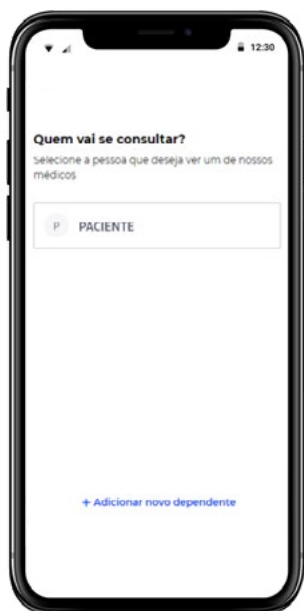 12:30
Quem vai se consultar?
Selecione a pessoa que deseja ver um de nossos
médicos
P PACIENTE
+ Adicionar novo dependente